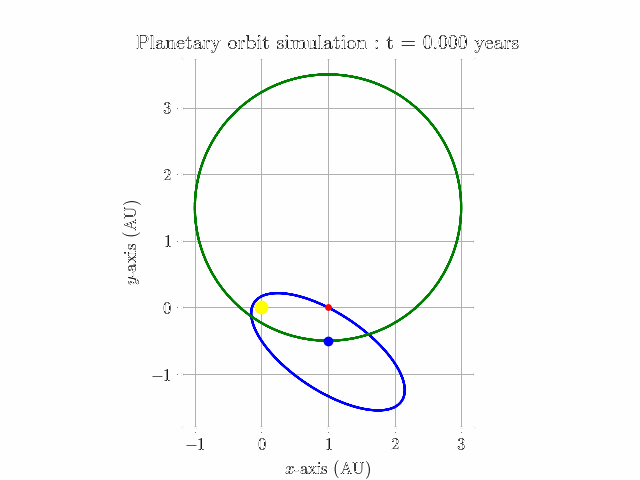 Planetary orbit simulation : t = 0.000 years
y-axis (AU)
3
2
1
0
−1
−1 0 1 2 3
x-axis (AU)